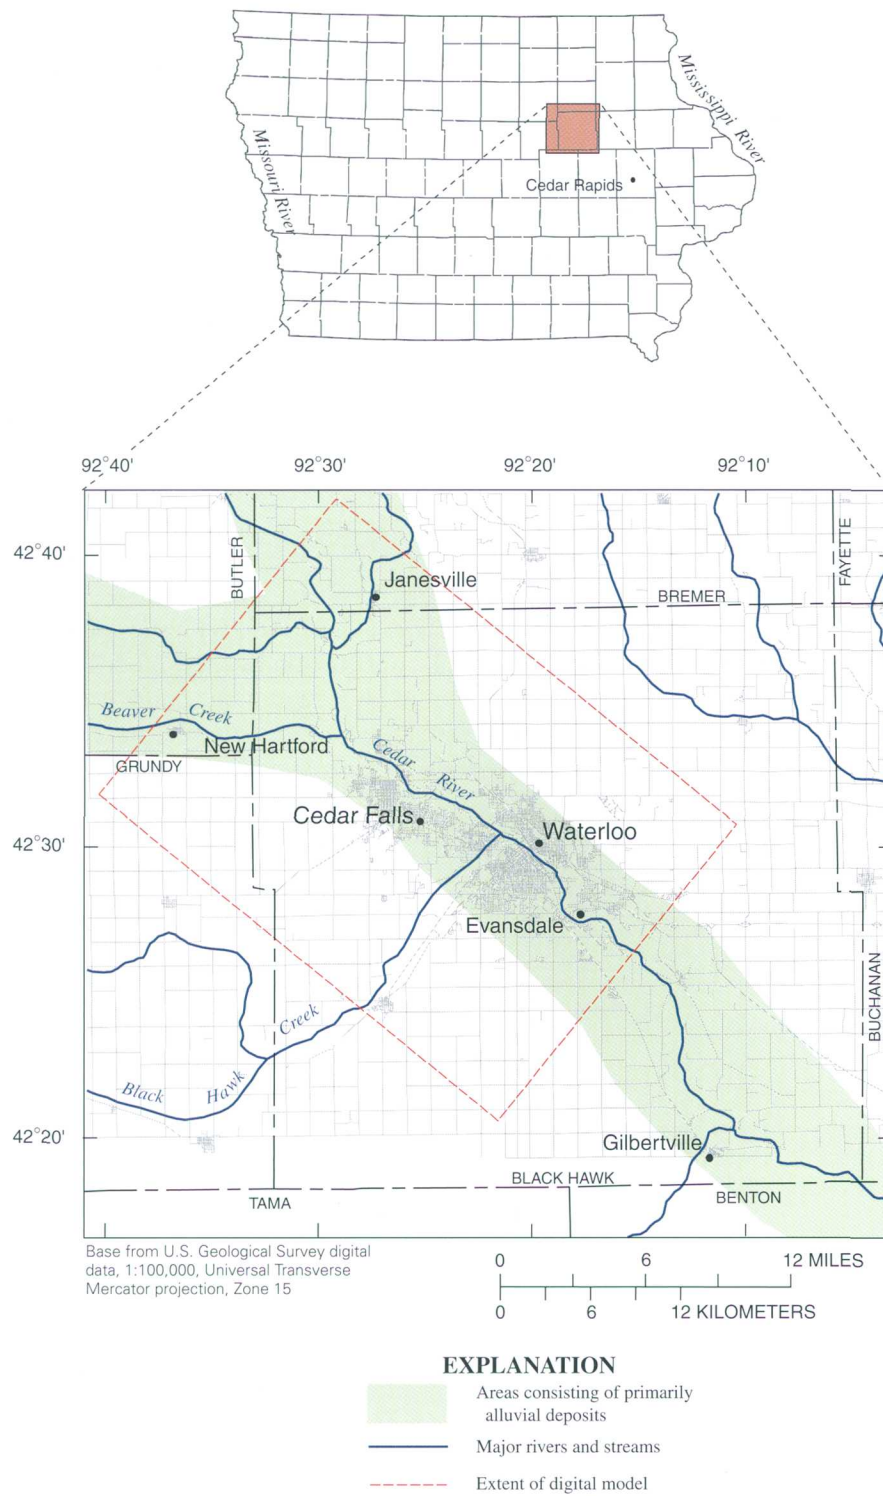 Mississippi River
Missouri River
Cedar Rapids
92°40' 92°30' 92°20' 92°10'
42°40'
BUTLER
FAYETTE
Janesville
BREMER
Beaver Creek
New Hartford
GRUNDY
Cedar River
Cedar Falls
42°30'
Waterloo
Evansdale
BUCHANAN
Creek
Black Hawk
42°20'
Gilbertville
BLACK HAWK
TAMA
BENTON
Base from U.S. Geological Survey digital
data, 1:100,000, Universal Transverse
Mercator projection, Zone 15
0 6 12 MILES
0 6 12 KILOMETERS
EXPLANATION
Areas consisting of primarily
alluvial deposits
Major rivers and streams
Extent of digital model